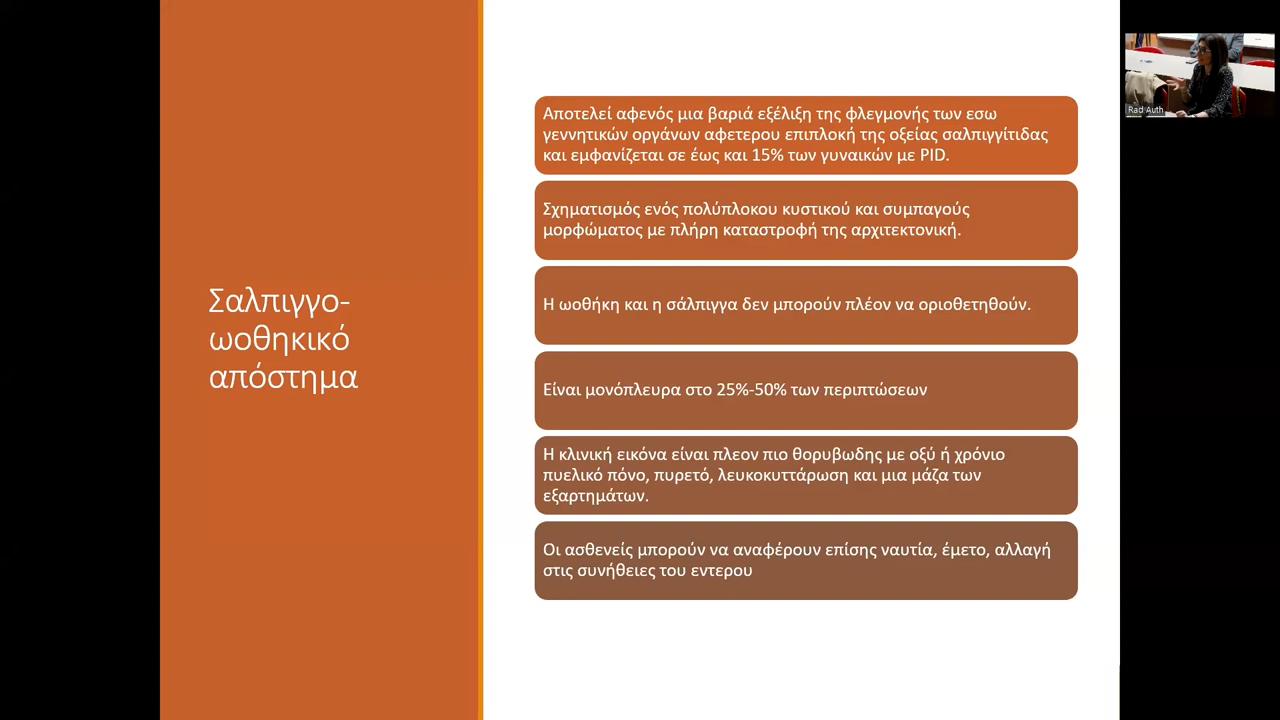 Σαλπιγγο-
ωοθηκικό
απόστημα
Αποτελεί αφενός μια βαριά εξέλιξη της φλεγμονής των εσω
γεννητικών οργάνων αφετερου επιπλοκή της οξείας σαλπιγγίτιδας
και εμφανίζεται σε έως και 15% των γυναικών με PID.
Σχηματισμός ενός πολύπλοκου κυστικού και συμπαγούς
μορφώματος με πλήρη καταστροφή της αρχιτεκτονική.
Η ωοθήκη και η σάλπιγγα δεν μπορούν πλέον να οριοθετηθούν.
Είναι μονόπλευρα στο 25%-50% των περιπτώσεων
Η κλινική εικόνα είναι πλεον πιο θορυβωδης με οξύ ή χρόνιο
πυελικό πόνο, πυρετό, λευκοκυττάρωση και μια μάζα των
εξαρτημάτων.
Οι ασθενείς μπορούν να αναφέρουν επίσης ναυτία, έμετο, αλλαγή
στις συνήθειες του εντερου
Rad Auth